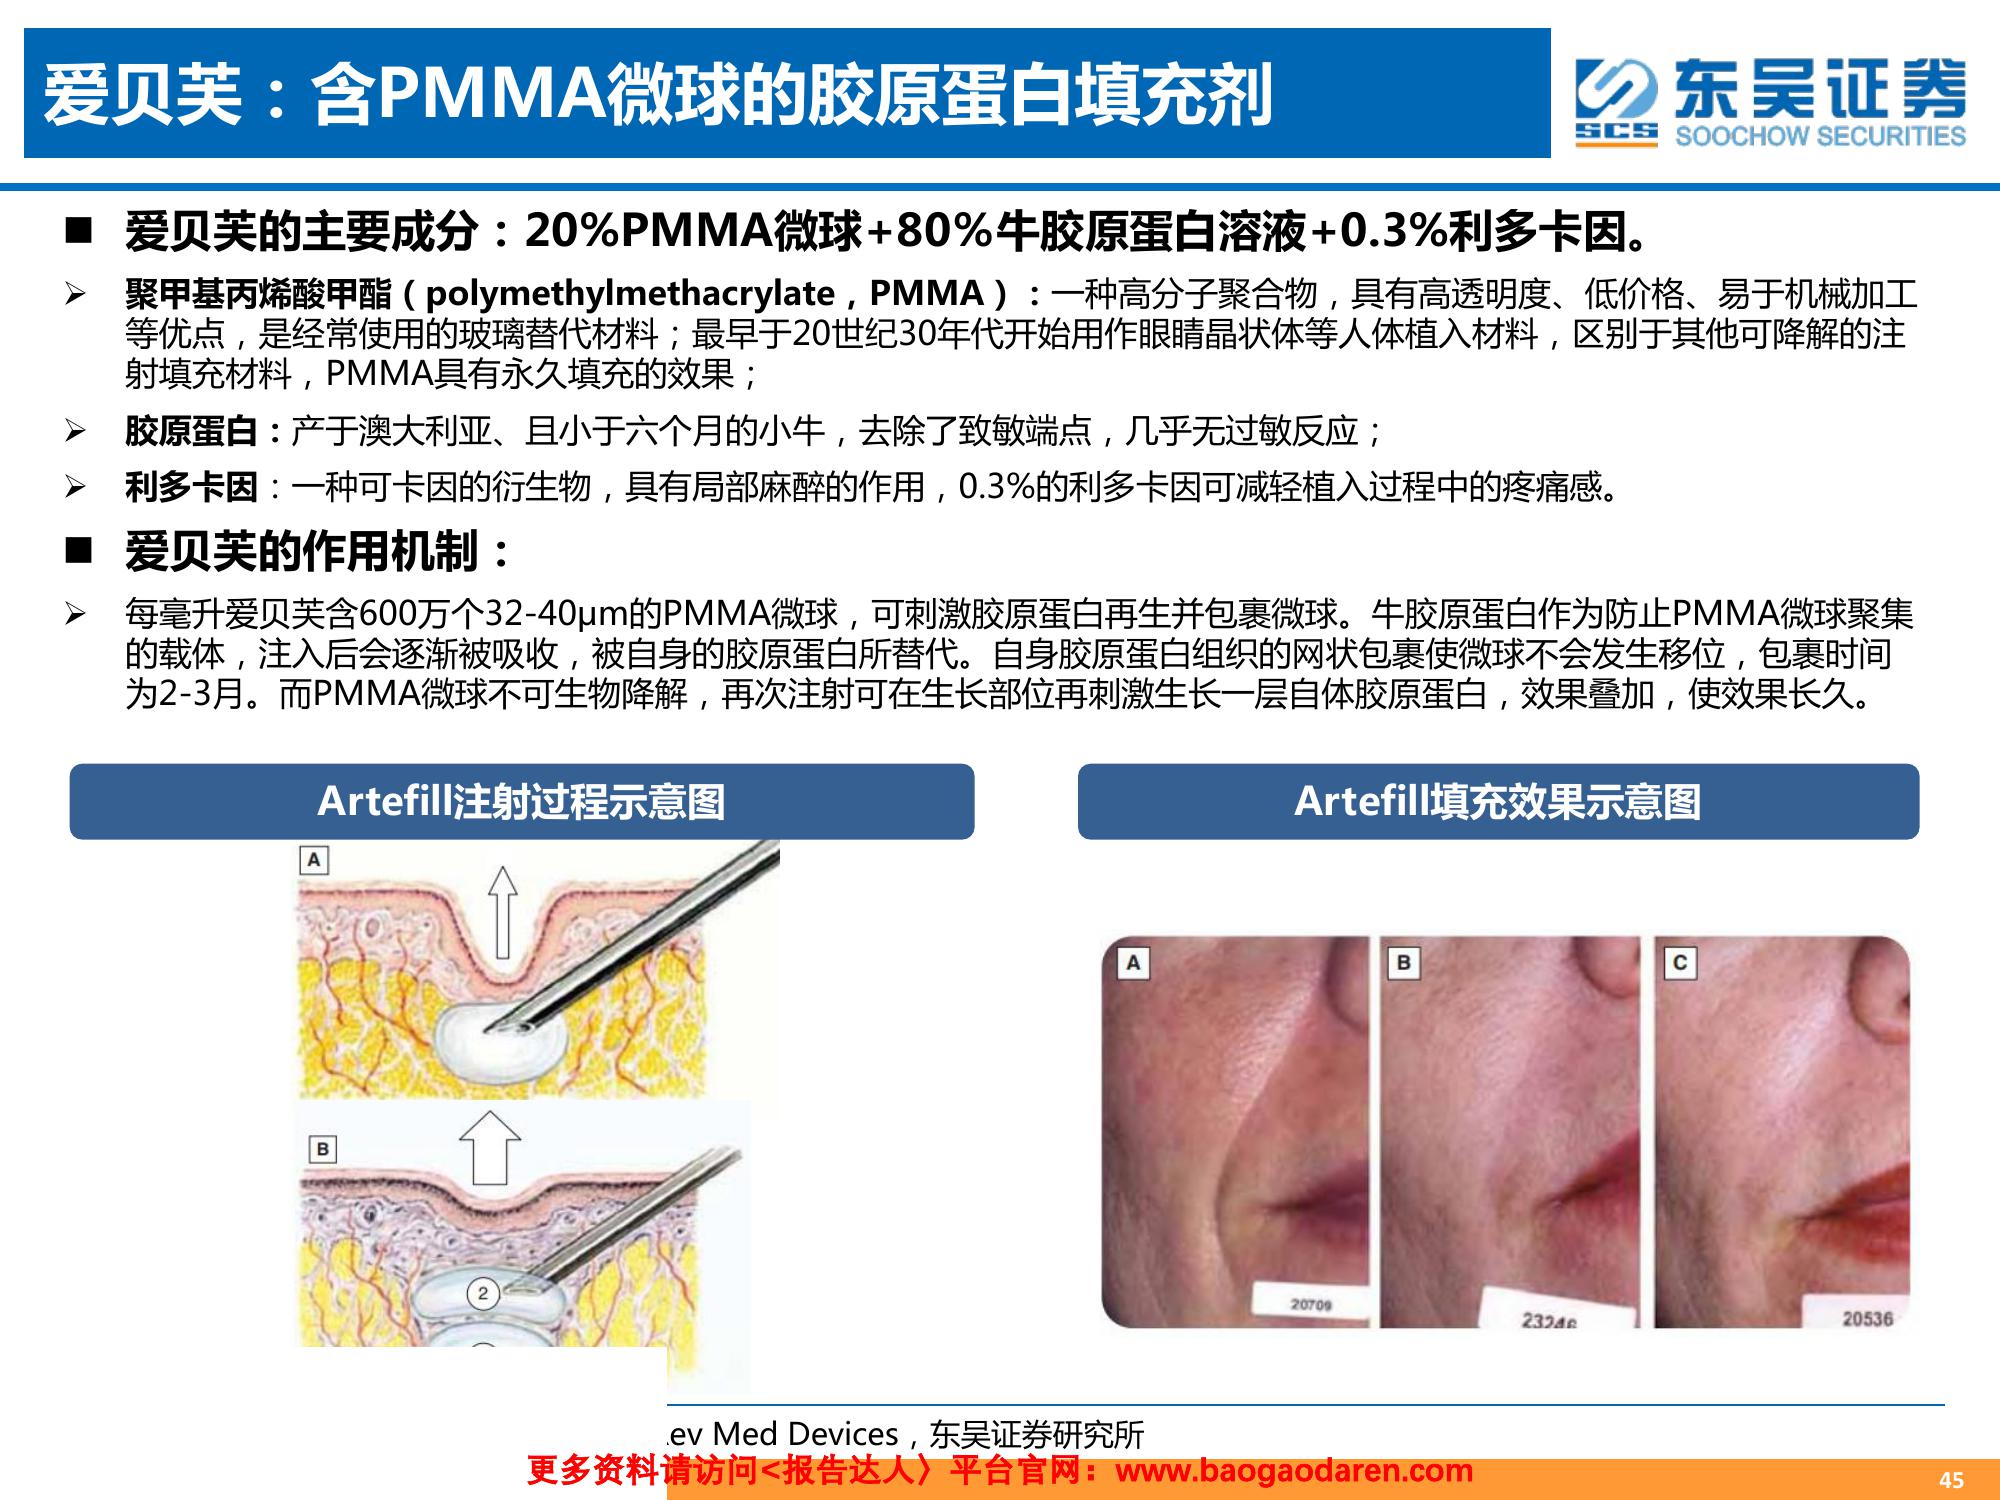 爱贝芙：含PMMA微球的胶原蛋白填充剂
SCS
东吴证券
SOOCHOW SECURITIES
■ 爱贝芙的主要成分：20%PMMA微球+80%牛胶原蛋白溶液+0.3%利多卡因。
➢ 聚甲基丙烯酸甲酯（polymethylmethacrylate，PMMA）：一种高分子聚合物，具有高透明度、低价格、易于机械加工
等优点，是经常使用的玻璃替代材料；最早于20世纪30年代开始用作眼睛晶状体等人体植入材料，区别于其他可降解的注
射填充材料，PMMA具有永久填充的效果；
➢ 胶原蛋白：产于澳大利亚、且小于六个月的小牛，去除了致敏端点，几乎无过敏反应；
➢ 利多卡因：一种可卡因的衍生物，具有局部麻醉的作用，0.3%的利多卡因可减轻植入过程中的疼痛感。
■ 爱贝芙的作用机制：
➢ 每毫升爱贝芙含600万个32-40μm的PMMA微球，可刺激胶原蛋白再生并包裹微球。牛胶原蛋白作为防止PMMA微球聚集
的载体，注入后会逐渐被吸收，被自身的胶原蛋白所替代。自身胶原蛋白组织的网状包裹使微球不会发生移位，包裹时间
为2-3月。而PMMA微球不可生物降解，再次注射可在生长部位再刺激生长一层自体胶原蛋白，效果叠加，使效果长久。
Artefill注射过程示意图
A
B
2
Artefill填充效果示意图
A
B
C
20709
23246
20536
ev Med Devices，东吴证券研究所
更多资料请访问<报告达人〉平台官网：www.baogaodaren.com
45